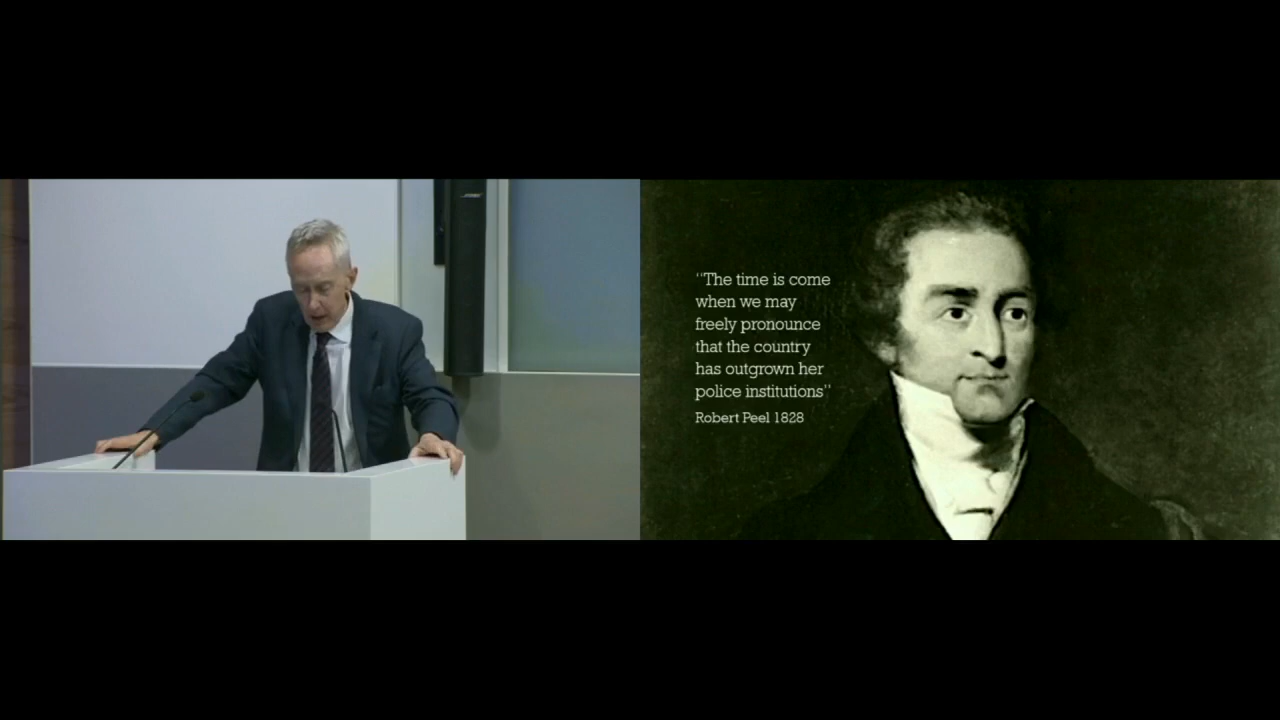 “The time is come
when we may
freely pronounce
that the country
has outgrown her
police institutions”
Robert Peel 1828